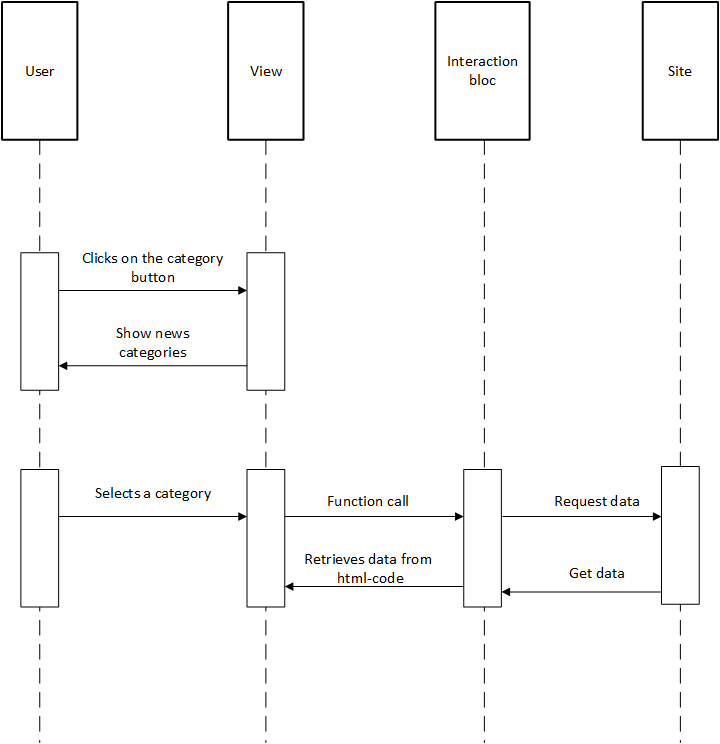 User
View
Interaction
bloc
Site
Clicks on the category
button
Show news
categories
Selects a category
Function call
Request data
Retrieves data from
html-code
Get data